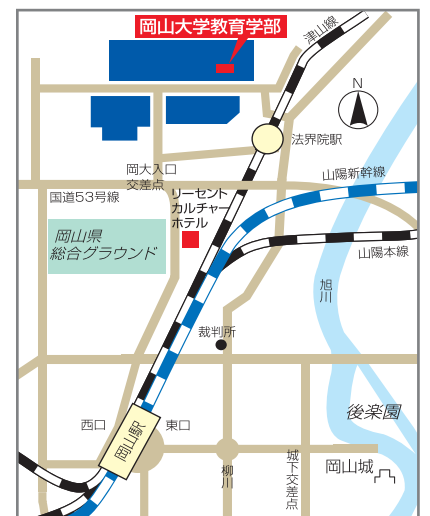 岡山大学教育学部
津山線
N
法界院駅
岡大入口
交差点
山陽新幹線
国道53号線
リーセント
カルチャー
ホテル
岡山県
総合グラウンド
山陽本線
旭川
裁判所
後楽園
西口
岡山駅
東口
柳川
城下交差点
岡山城